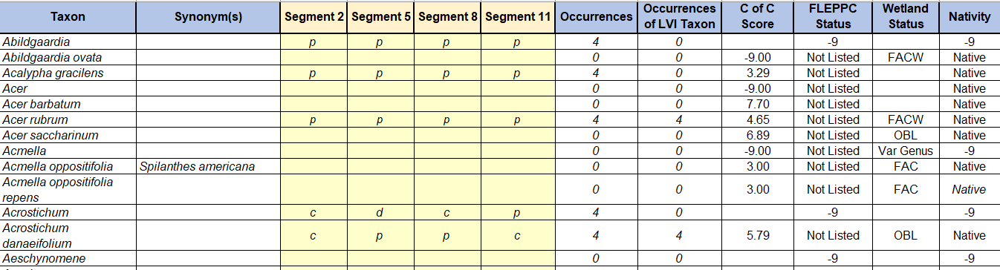 Taxon Synonym(s) Segment 2 Segment 5 Segment 8 Segment 11 Occurrences Occurrences of LVI Taxon C of C Score FLEPPC Status Wetland Status Nativity
Abildgaardia p p p p 4 0 -9 -9
Abildgaardia ovata 0 0 -9.00 Not Listed FACW Native
Acalypha gracilens p p p p 4 0 3.29 Not Listed Native
Acer 0 0 -9.00 Not Listed Native
Acer barbatum 0 0 7.70 Not Listed Native
Acer rubrum p p p p 4 4 4.65 Not Listed FACW Native
Acer saccharinum 0 0 6.89 Not Listed OBL Native
Acmella 0 0 -9.00 Not Listed Var Genus -9
Acmella oppositifolia Spilanthes americana 0 0 3.00 Not Listed FAC Native
Acmella oppositifolia repens 0 0 3.00 Not Listed FAC Native
Acrostichum c d c p 4 0 -9 -9
Acrostichum danaeifolium c p p c 4 4 5.79 Not Listed OBL Native
Aeschynomene 0 0 -9 -9